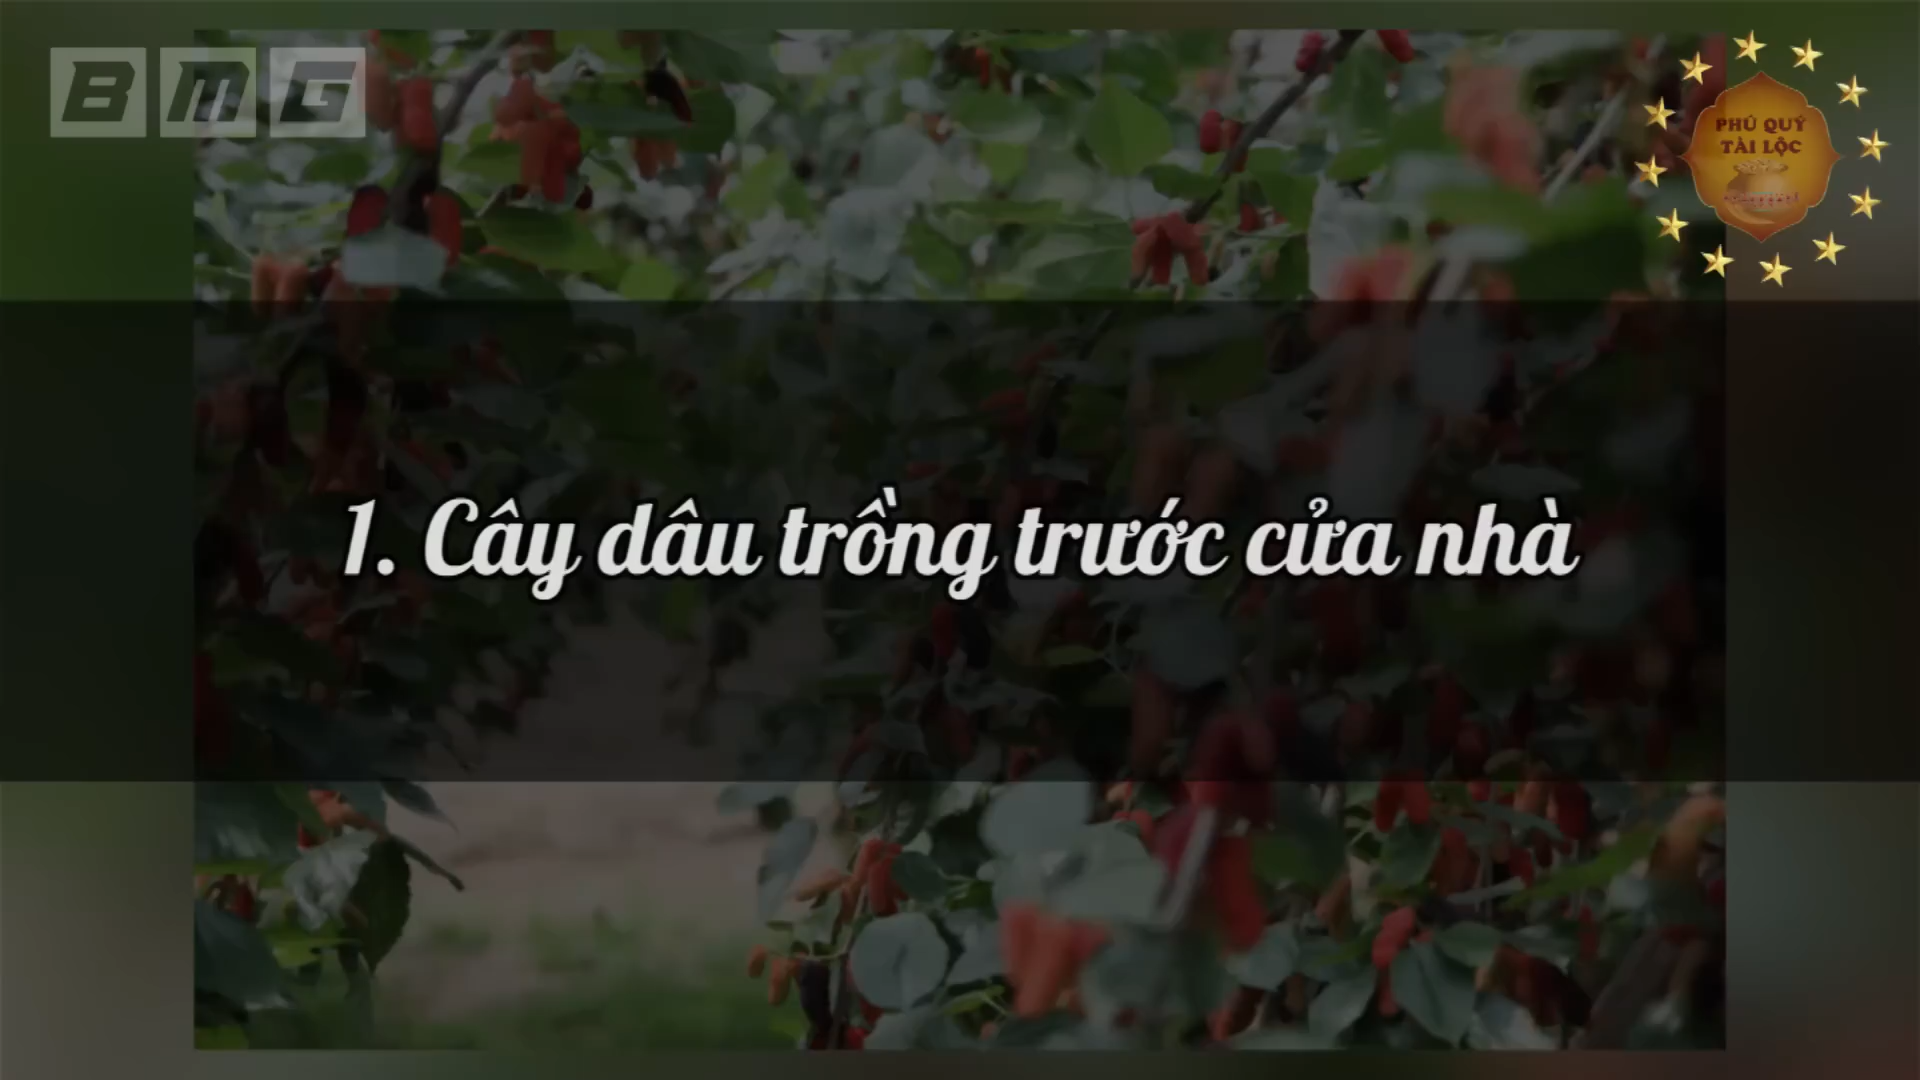 BMG
PHÚ QUÝ
TÀI LỘC
1. Cây dâu trồng trước cửa nhà